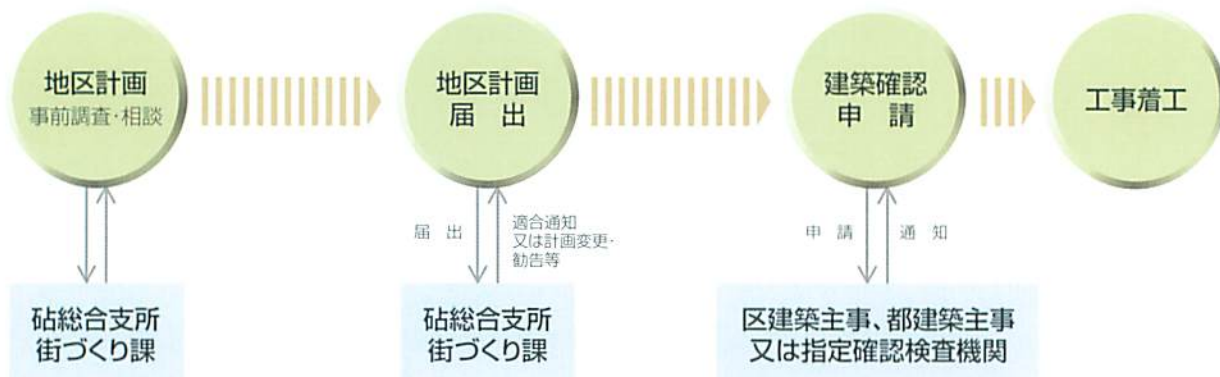 地区計画
事前調査・相談
地区計画
届 出
建築確認
申 請
工事着工
届 出
適合通知
又は計画変更・
勧告等
申 請
通 知
砧総合支所
街づくり課
砧総合支所
街づくり課
区建築主事、都建築主事
又は指定確認検査機関